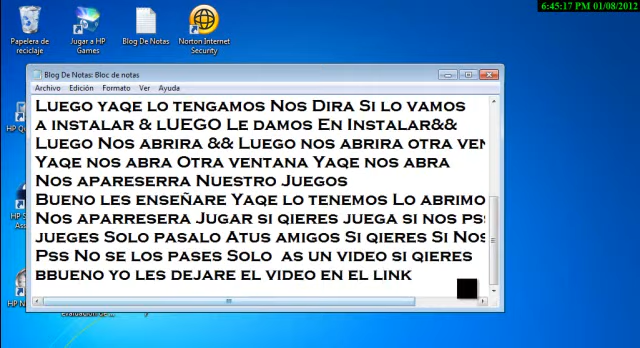 6:45:17 PM 01/08/2012
Papelera de reciclaje
Jugar a HP Games
Blog De Notas
Norton Internet Security
Blog De Notas: Bloc de notas
Archivo Edición Formato Ver Ayuda
Luego yaqe lo tengamos Nos Dira Si lo vamos
a instalar & lUEGO Le damos En Instalar&&
Luego Nos abrira && Luego nos abrira otra ven
Yaqe nos abra Otra ventana Yaqe nos abra
Nos apareserra Nuestro Juegos
Bueno les enseñare Yaqe lo tenemos Lo abrimo
Nos aparresera Jugar si qieres juega si nos pss
jueges Solo pasalo Atus amigos Si qieres Si Nos
Pss No se los pases Solo as un video si qieres
bbueno yo les dejare el video en el link